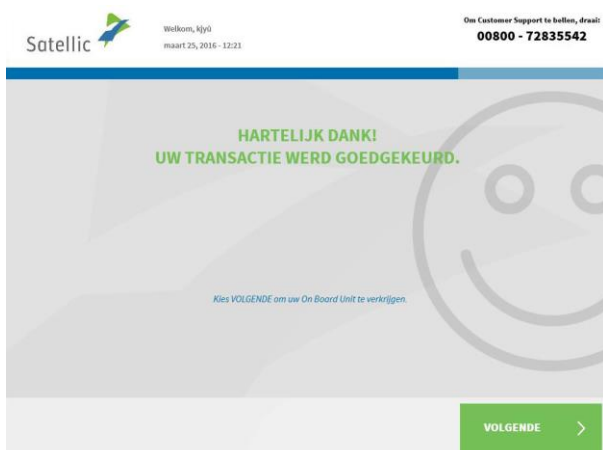 Satellic
Welkom, kjyû
maart 25, 2016 - 12:21
Om Customer Support te bellen, draai:
00800 - 72835542
HARTELIJK DANK!
UW TRANSACTIE WERD GOEDGEKEURD.
Kies VOLGENDE om uw On Board Unit te verkrijgen.
VOLGENDE